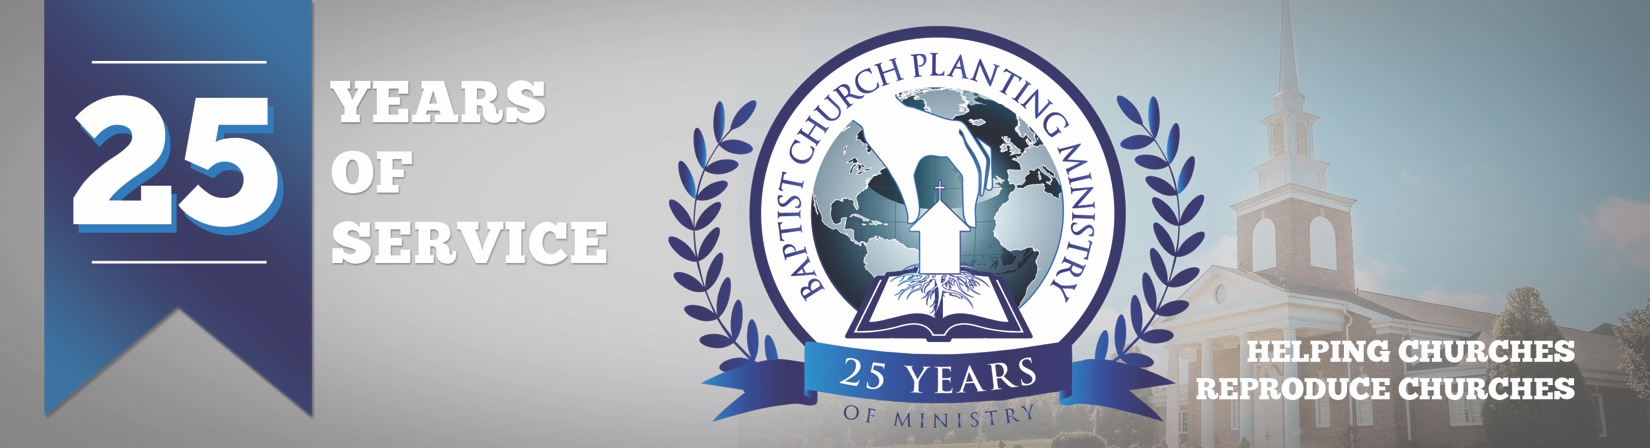 25
YEARS
OF
SERVICE
BAPTIST CHURCH PLANTING MINISTRY
25 YEARS
OF MINISTRY
HELPING CHURCHES
REPRODUCE CHURCHES